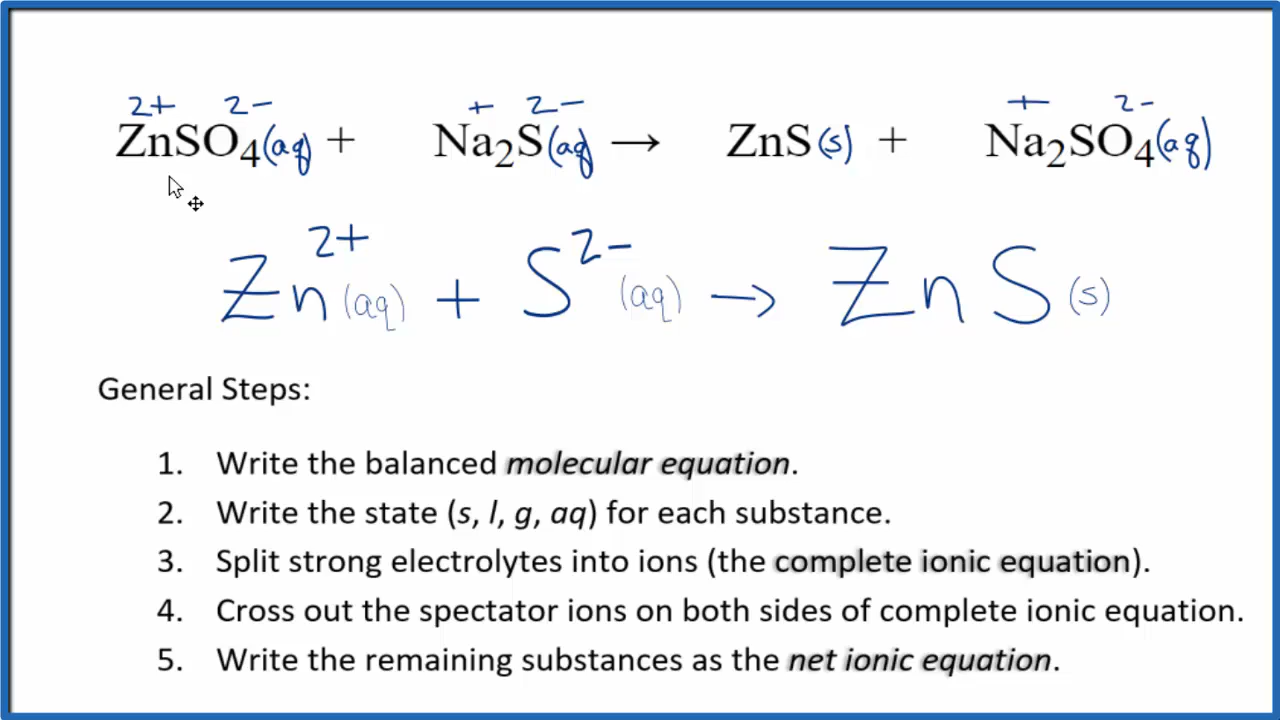 2+ 2- + 2- + 2-
ZnSO₄(aq) + Na₂S(aq) → ZnS(s) + Na₂SO₄(aq)
Zn²⁺(aq) + S²⁻(aq) → ZnS(s)
General Steps:
1. Write the balanced molecular equation.
2. Write the state (s, l, g, aq) for each substance.
3. Split strong electrolytes into ions (the complete ionic equation).
4. Cross out the spectator ions on both sides of complete ionic equation.
5. Write the remaining substances as the net ionic equation.